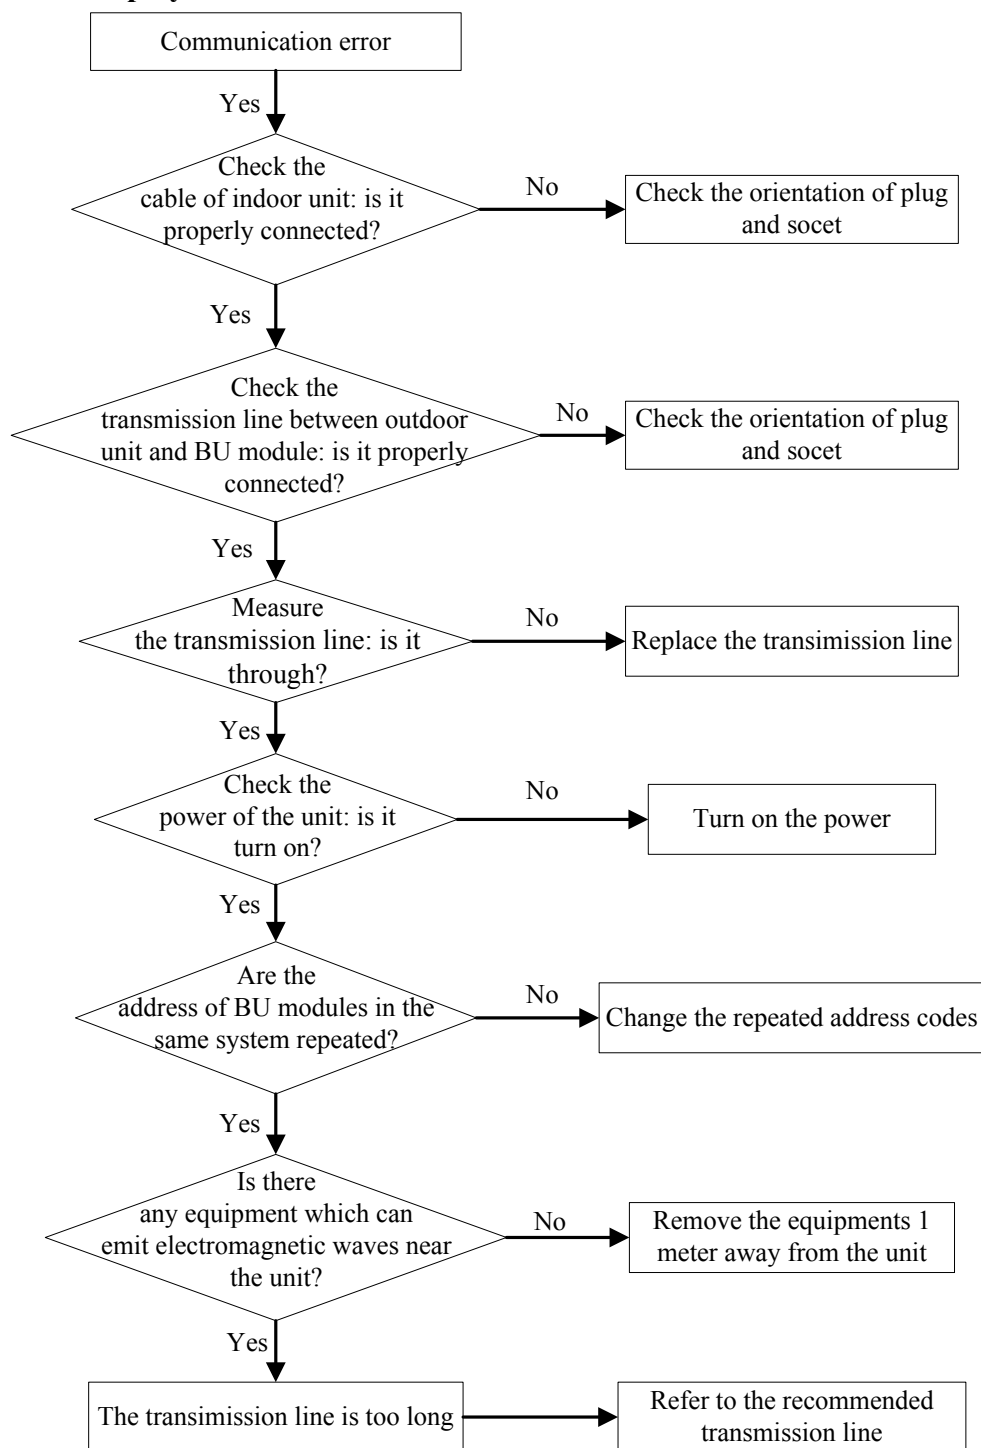 Communication error
Yes
Check the
cable of indoor unit: is it
properly connected?
No
Check the orientation of plug
and socet
Yes
Check the
transmission line between outdoor
unit and BU module: is it properly
connected?
No
Check the orientation of plug
and socet
Yes
Measure
the transmission line: is it
through?
No
Replace the transimission line
Yes
Check the
power of the unit: is it
turn on?
No
Turn on the power
Yes
Are the
address of BU modules in the
same system repeated?
No
Change the repeated address codes
Yes
Is there
any equipment which can
emit electromagnetic waves near
the unit?
No
Remove the equipments 1
meter away from the unit
Yes
The transimission line is too long
Refer to the recommended
transmission line